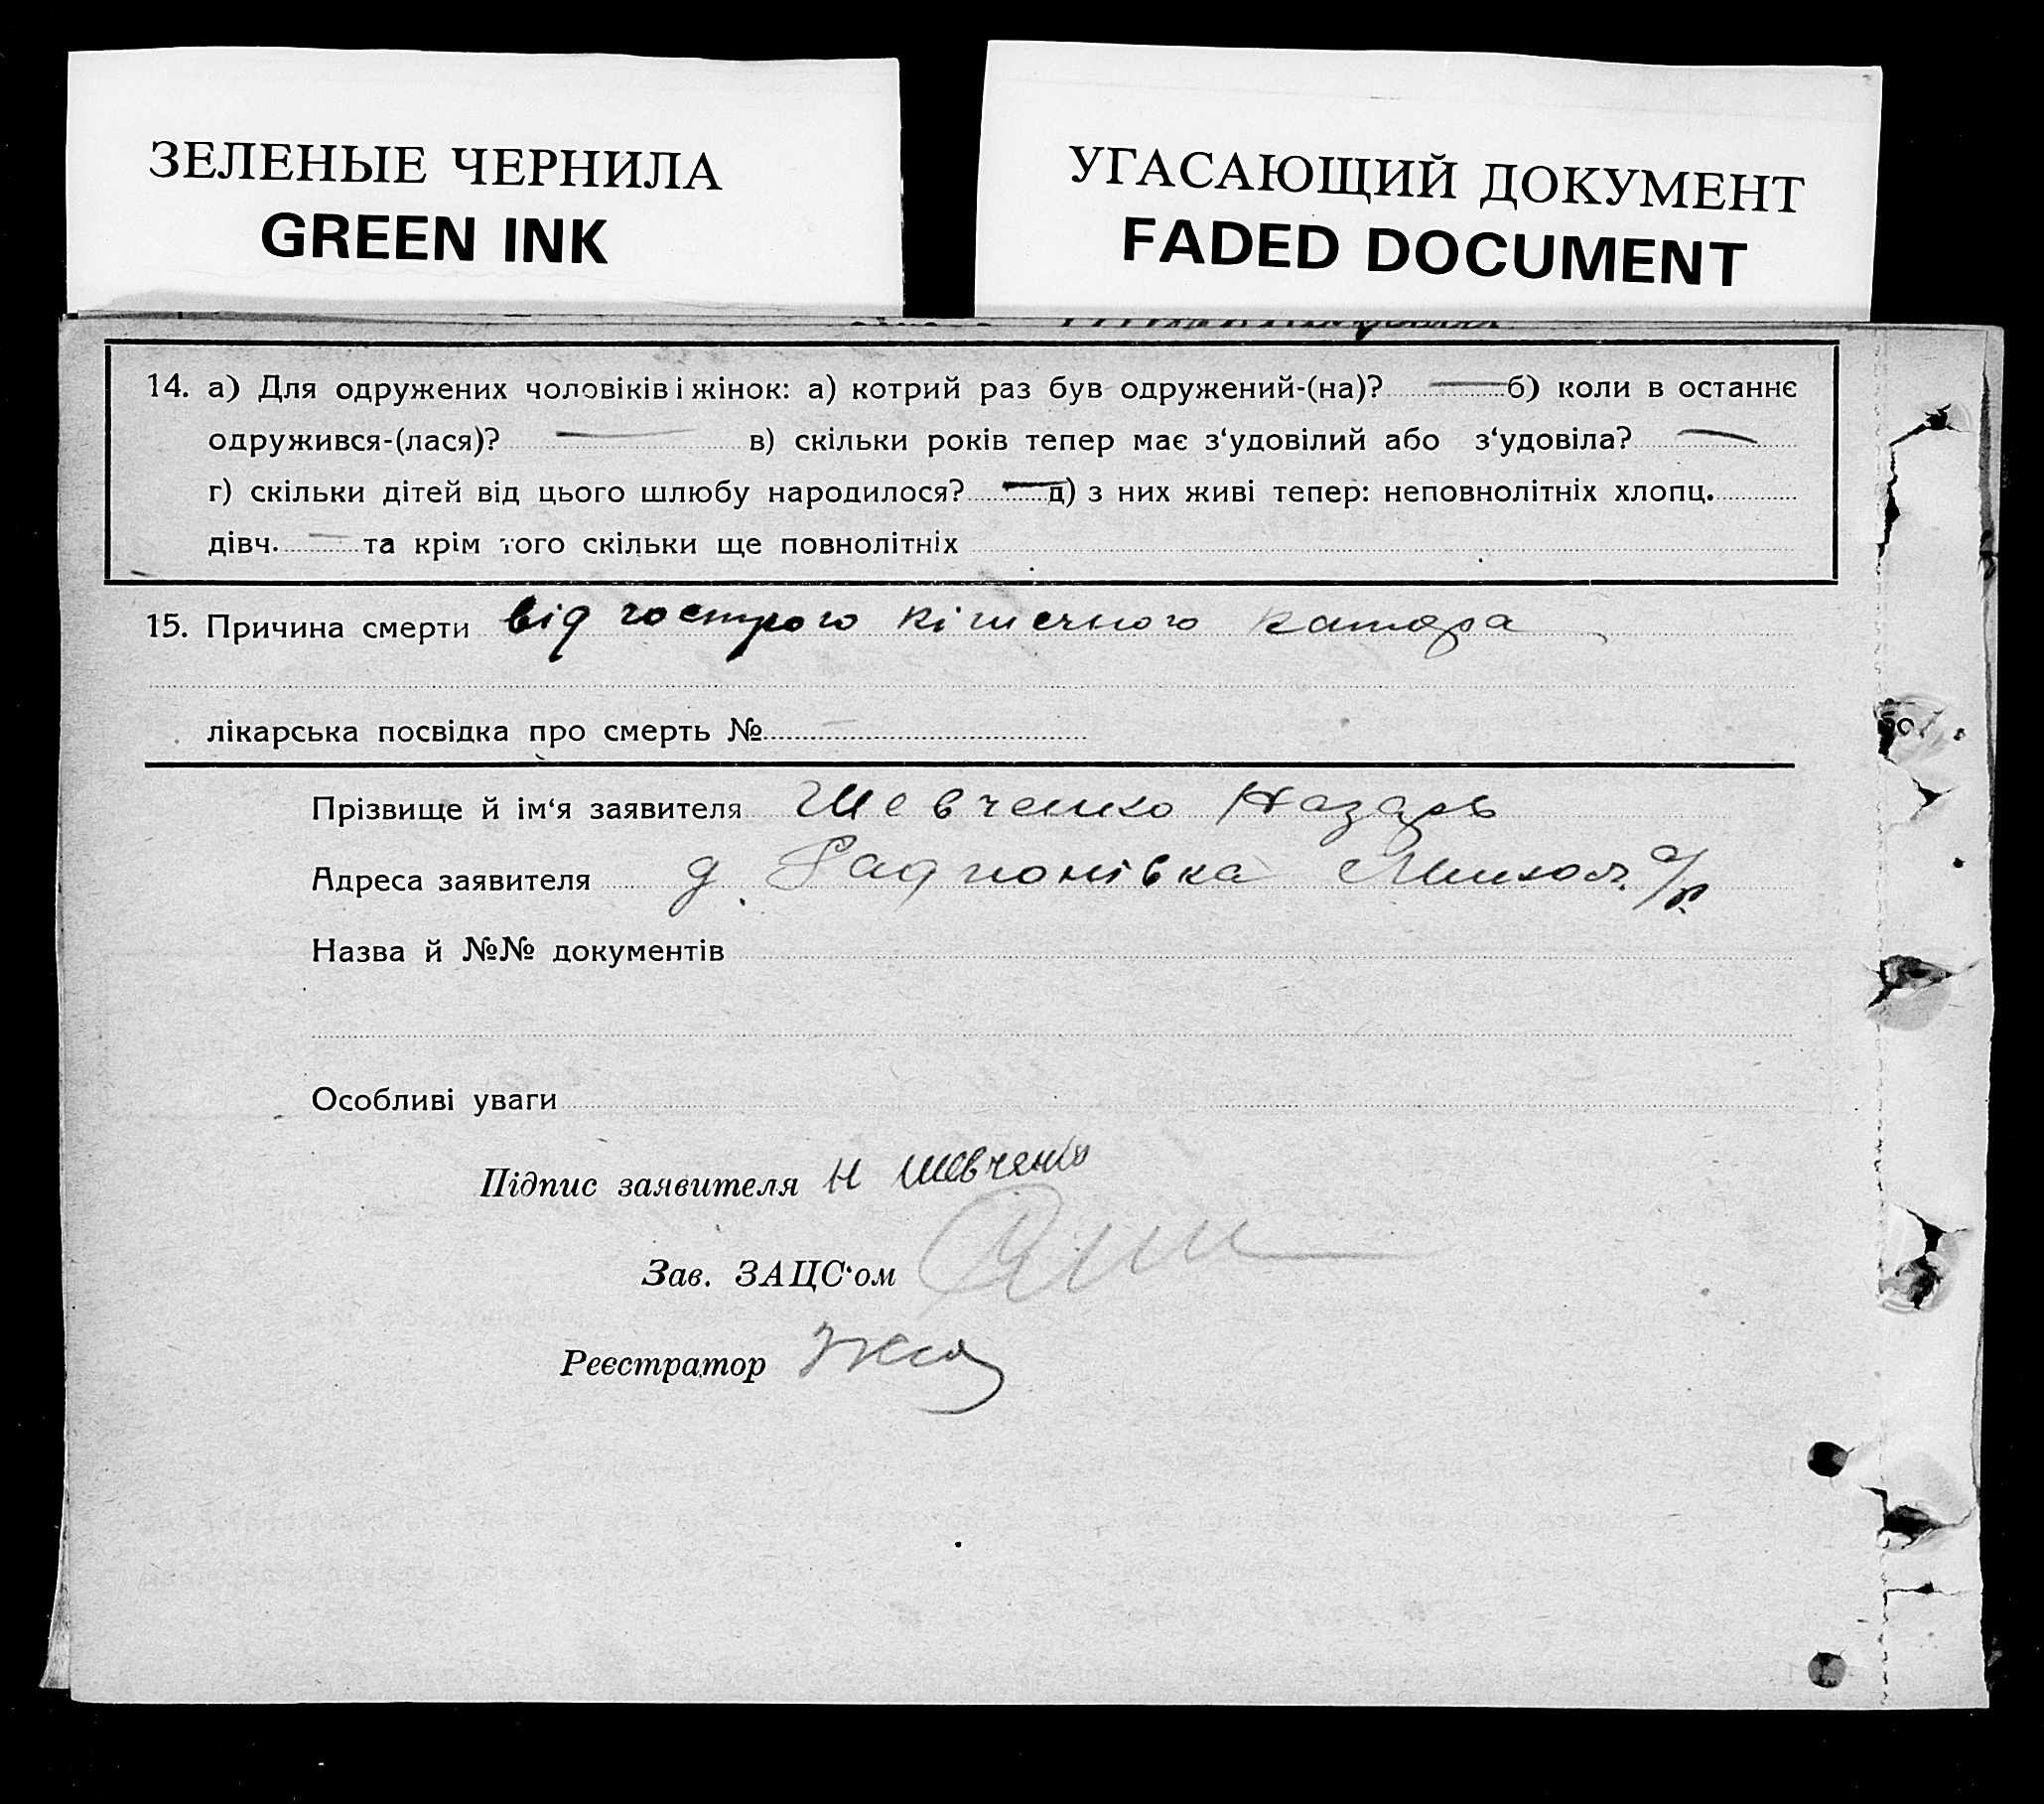 ЗЕЛЕНЫЕ ЧЕРНИЛА
GREEN INK
УГАСАЮЩИЙ ДОКУМЕНТ
FADED DOCUMENT
14. а) Для одружених чоловіків і жінок: а) котрий раз був одружений-(на)? — б) коли в останнє
одружився-(лася)? — в) скільки років тепер має з‘удовілий або з‘удовіла? —
г) скільки дітей від цього шлюбу народилося? — д) з них живі тепер: неповнолітніх хлопц.
дівч. — та крім того скільки ще повнолітніх
15. Причина смерти від гострого кішечного катара
лікарська посвідка про смерть № —
Прізвище й ім‘я заявителя Шевченко Назарь
Адреса заявителя д. Радионівка
Назва й №№ документів
Особливі уваги
Підпис заявителя Н Шевченко
Зав. ЗАЦС‘ом
Реєстратор